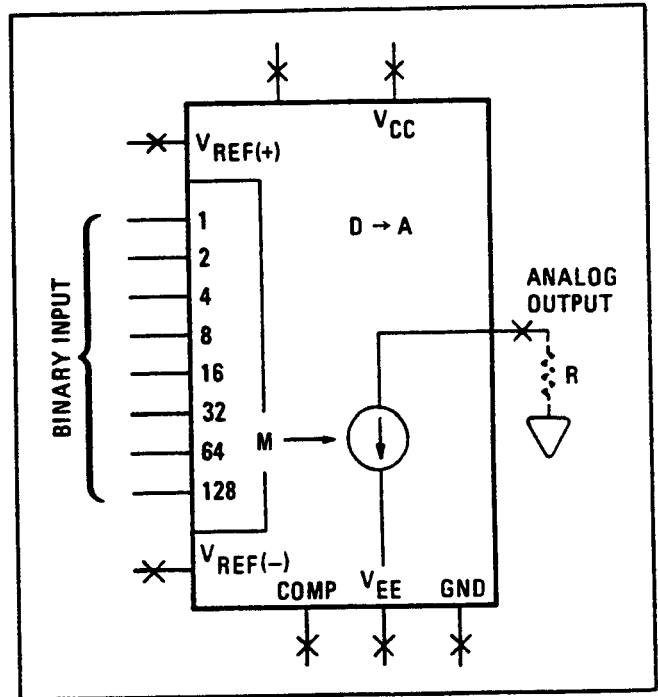 V_CC
V_REF(+)
D → A
BINARY INPUT
1
2
4
8
16
32
64
128
M
ANALOG
OUTPUT
R
V_REF(–)
COMP
V_EE
GND